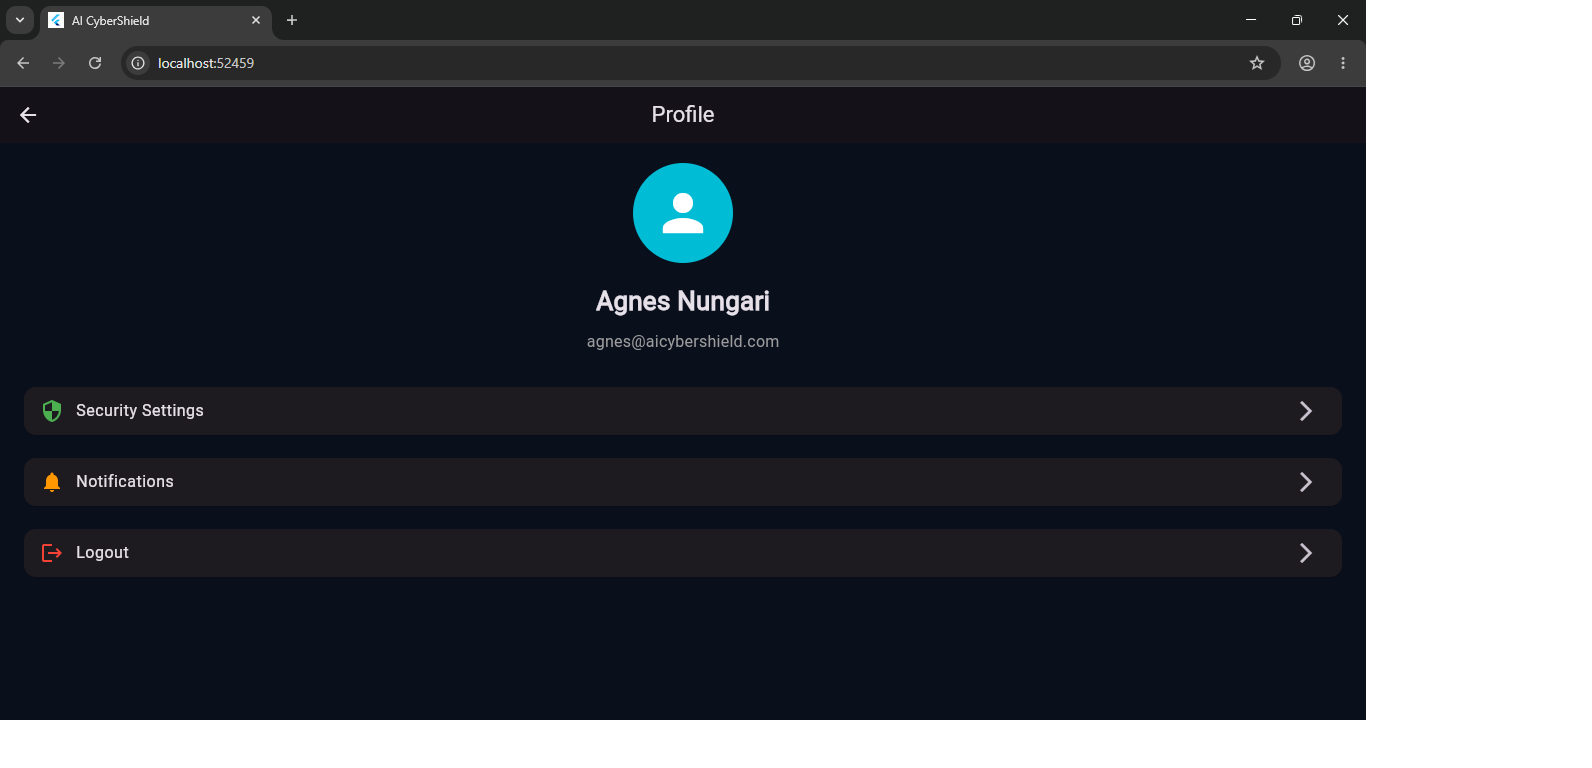 AI CyberShield
localhost:52459
Profile
Agnes Nungari
agnes@aicybershield.com
Security Settings
Notifications
Logout